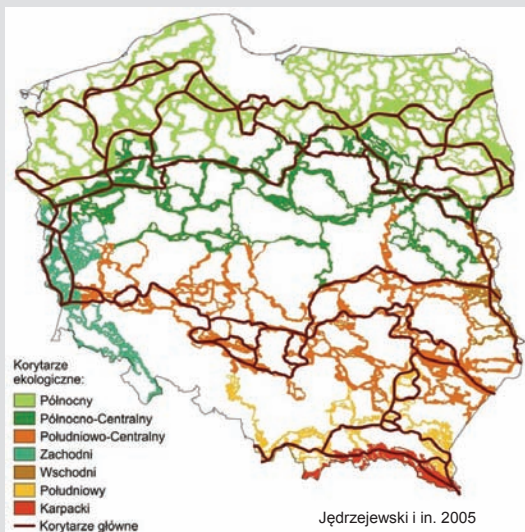 Korytarze
ekologiczne:
Północny
Północno-Centralny
Południowo-Centralny
Zachodni
Wschodni
Południowy
Karpacki
Korytarze główne
Jędrzejewski i in. 2005